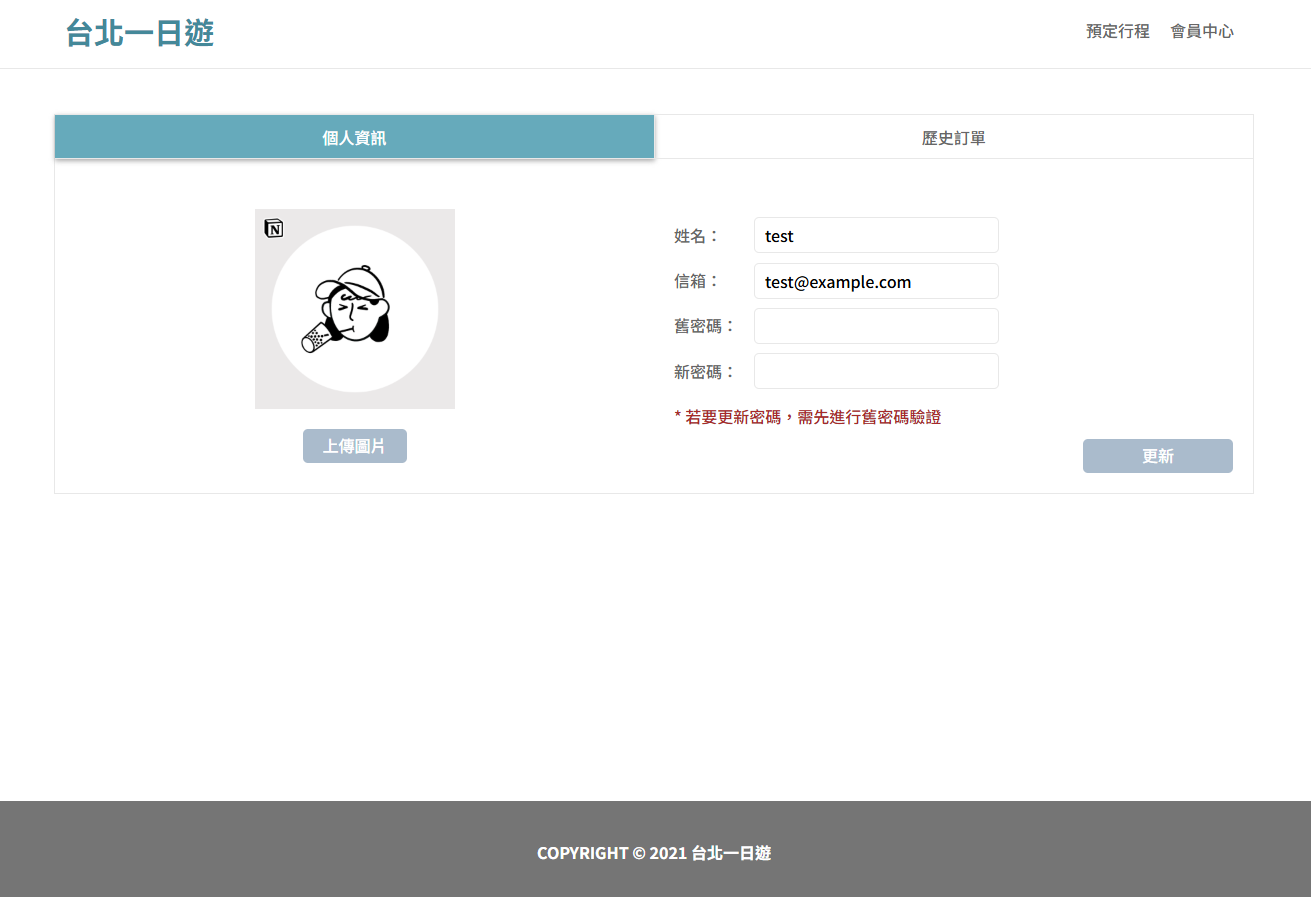 台北一日遊
預定行程 會員中心
個人資訊
歷史訂單
N
上傳圖片
姓名： test
信箱： test@example.com
舊密碼：
新密碼：
* 若要更新密碼，需先進行舊密碼驗證
更新
COPYRIGHT © 2021 台北一日遊